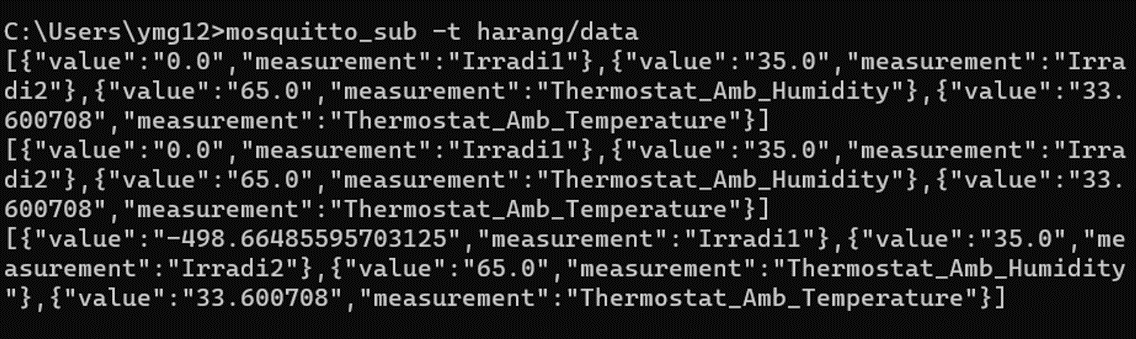 C:\Users\ymg12>mosquitto_sub -t harang/data
[{"value":"0.0","measurement":"Irradi1"},{"value":"35.0","measurement":"Irra
di2"},{"value":"65.0","measurement":"Thermostat_Amb_Humidity"},{"value":"33.
600708","measurement":"Thermostat_Amb_Temperature"}]
[{"value":"0.0","measurement":"Irradi1"},{"value":"35.0","measurement":"Irra
di2"},{"value":"65.0","measurement":"Thermostat_Amb_Humidity"},{"value":"33.
600708","measurement":"Thermostat_Amb_Temperature"}]
[{"value":"-498.66485595703125","measurement":"Irradi1"},{"value":"35.0","me
asurement":"Irradi2"},{"value":"65.0","measurement":"Thermostat_Amb_Humidity
"},{"value":"33.600708","measurement":"Thermostat_Amb_Temperature"}]